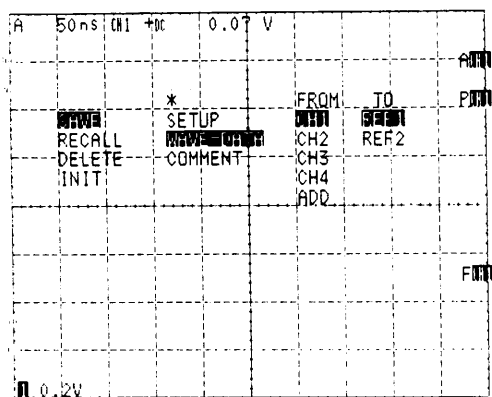 A 50ns CH1 +DC 0.07 V
* FROM TO
SAVE SETUP CH1 REF1
RECALL WAVE-DATA CH2 REF2
DELETE COMMENT CH3
INIT CH4
ADD
1 0.2V